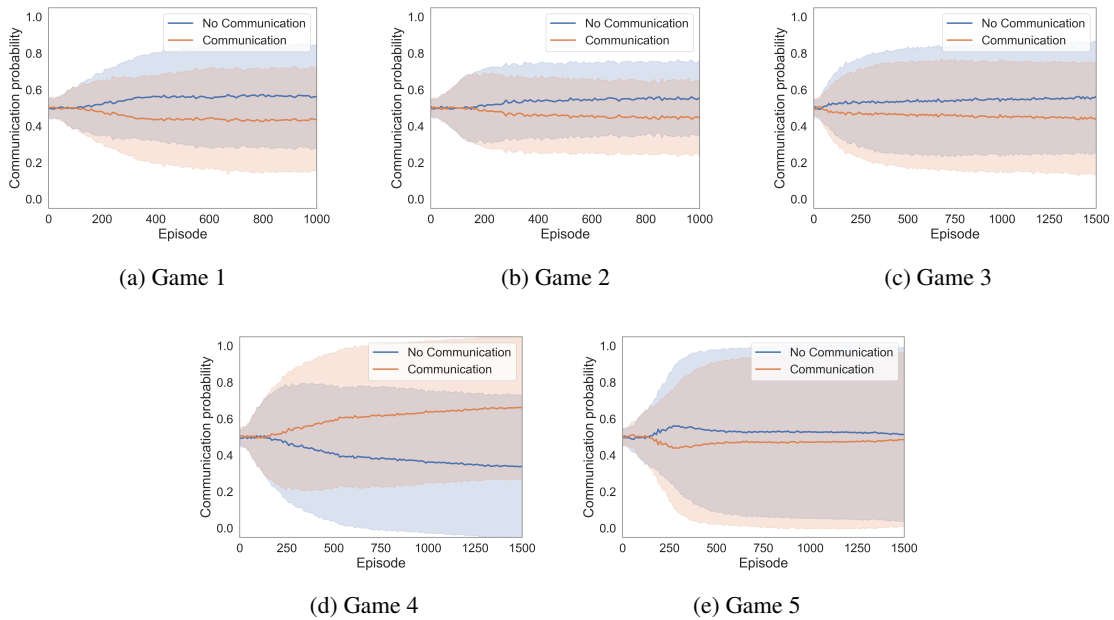 1.0
0.8
0.6
0.4
0.2
0.0
Communication probability
No Communication
Communication
0 200 400 600 800 1000
Episode
(a) Game 1
1.0
0.8
0.6
0.4
0.2
0.0
Communication probability
No Communication
Communication
0 200 400 600 800 1000
Episode
(b) Game 2
1.0
0.8
0.6
0.4
0.2
0.0
Communication probability
No Communication
Communication
0 250 500 750 1000 1250 1500
Episode
(c) Game 3
1.0
0.8
0.6
0.4
0.2
0.0
Communication probability
No Communication
Communication
0 250 500 750 1000 1250 1500
Episode
(d) Game 4
1.0
0.8
0.6
0.4
0.2
0.0
Communication probability
No Communication
Communication
0 250 500 750 1000 1250 1500
Episode
(e) Game 5